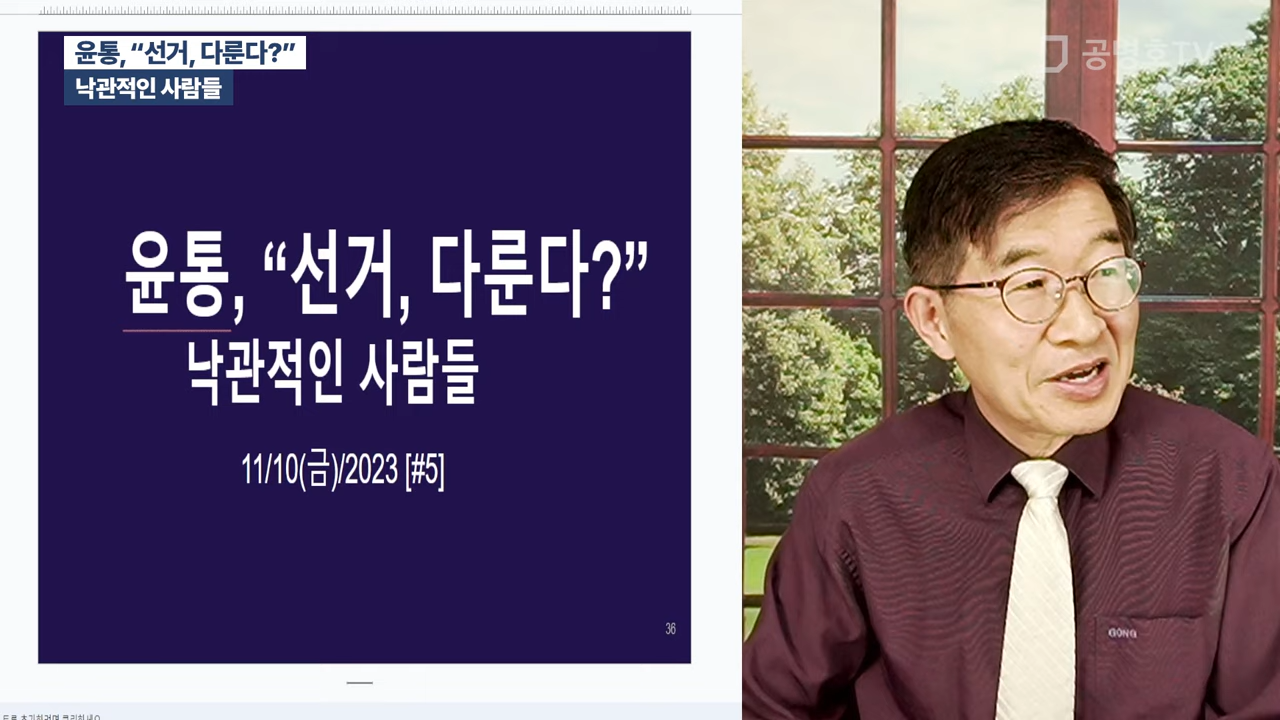 윤통, “선거, 다룬다?”
낙관적인 사람들
공병호TV
윤통, “선거, 다룬다?”
낙관적인 사람들
11/10(금)/2023 [#5]
GONG
36